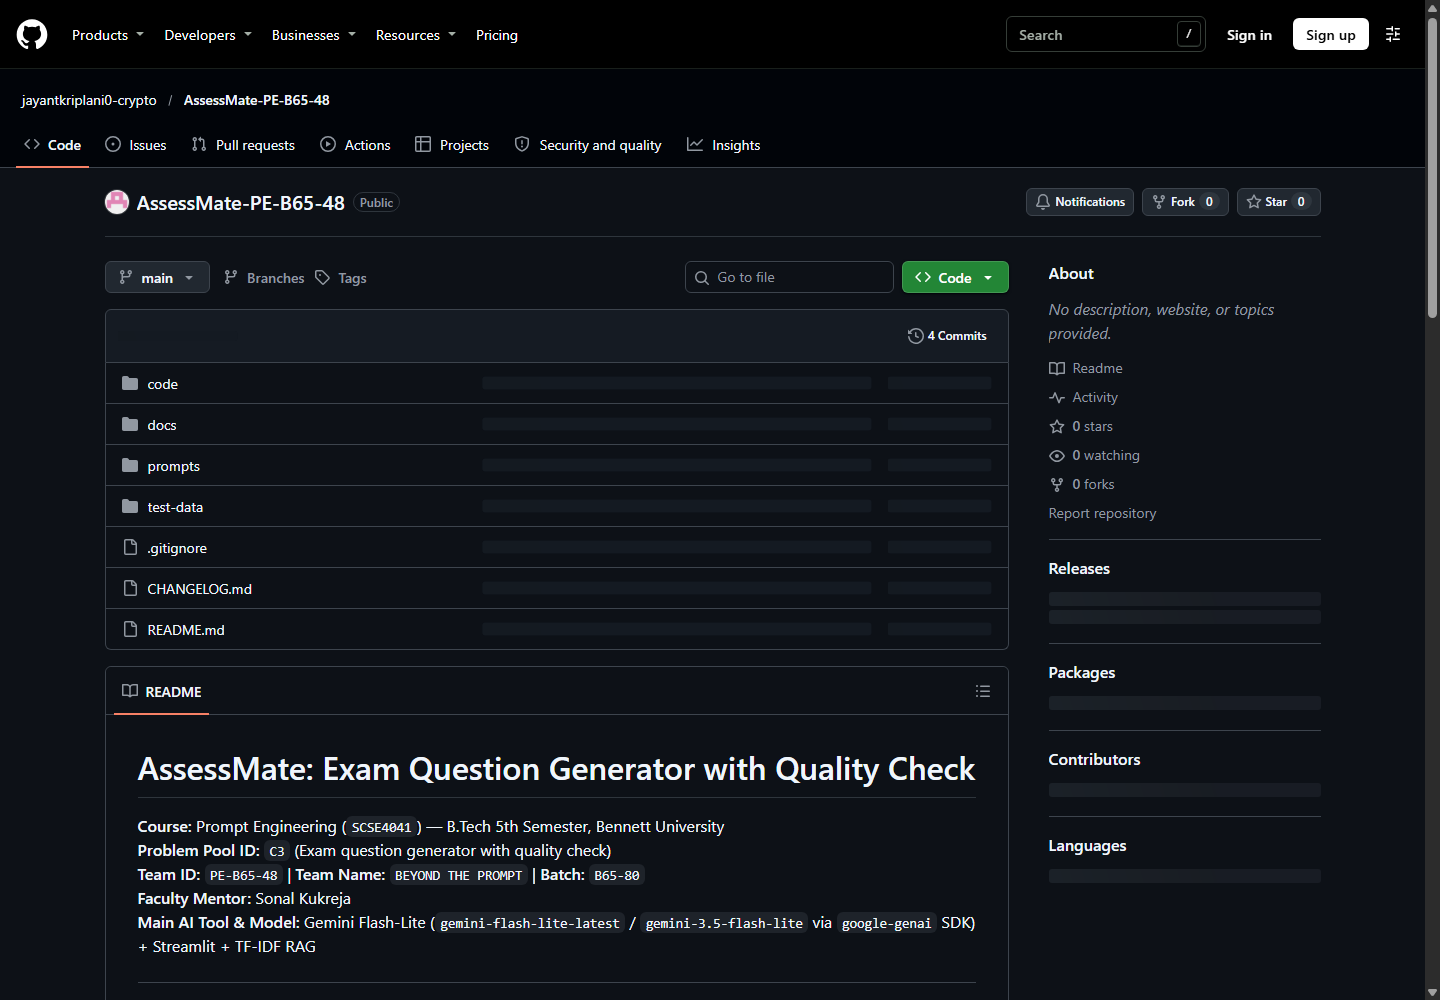 Products
Developers
Businesses
Resources
Pricing
Search
/
Sign in
Sign up
jayantkriplani0-crypto / AssessMate-PE-B65-48
Code
Issues
Pull requests
Actions
Projects
Security and quality
Insights
AssessMate-PE-B65-48
Public
Notifications
Fork 0
Star 0
main
Branches
Tags
Go to file
Code
4 Commits
code
docs
prompts
test-data
.gitignore
CHANGELOG.md
README.md
README
AssessMate: Exam Question Generator with Quality Check
Course: Prompt Engineering ( SCSE4041 ) — B.Tech 5th Semester, Bennett University
Problem Pool ID: C3 (Exam question generator with quality check)
Team ID: PE-B65-48 | Team Name: BEYOND THE PROMPT | Batch: B65-80
Faculty Mentor: Sonal Kukreja
Main AI Tool & Model: Gemini Flash-Lite ( gemini-flash-lite-latest / gemini-3.5-flash-lite via google-genai SDK)
+ Streamlit + TF-IDF RAG
About
No description, website, or topics
provided.
Readme
Activity
0 stars
0 watching
0 forks
Report repository
Releases
Packages
Contributors
Languages